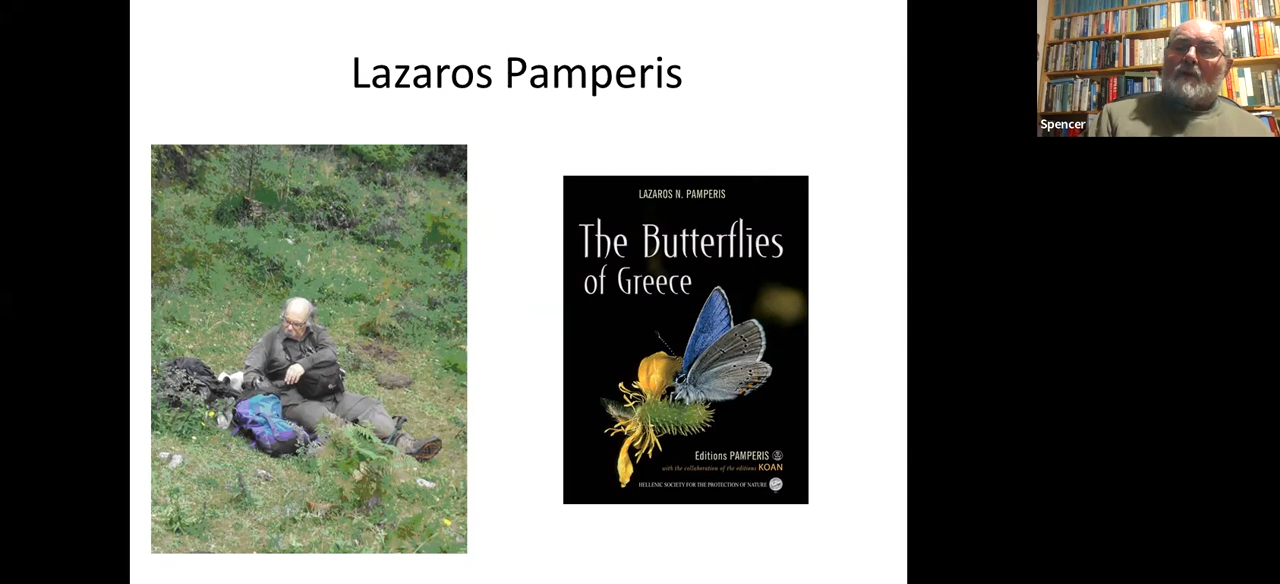 Lazaros Pamperis
Spencer
LAZAROS N. PAMPERIS
The Butterflies
of Greece
Editions PAMPERIS
with the collaboration of the editions KOAN
HELLENIC SOCIETY FOR THE PROTECTION OF NATURE